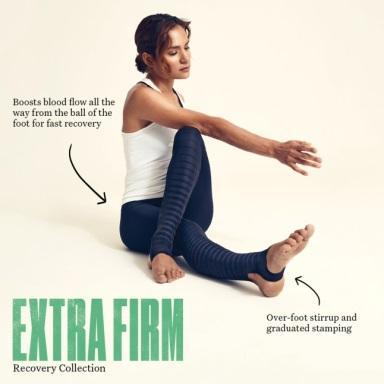 Boosts blood flow all the
way from the ball of the
foot for fast recovery
Over-foot stirrup and
graduated stamping
EXTRA FIRM
Recovery Collection